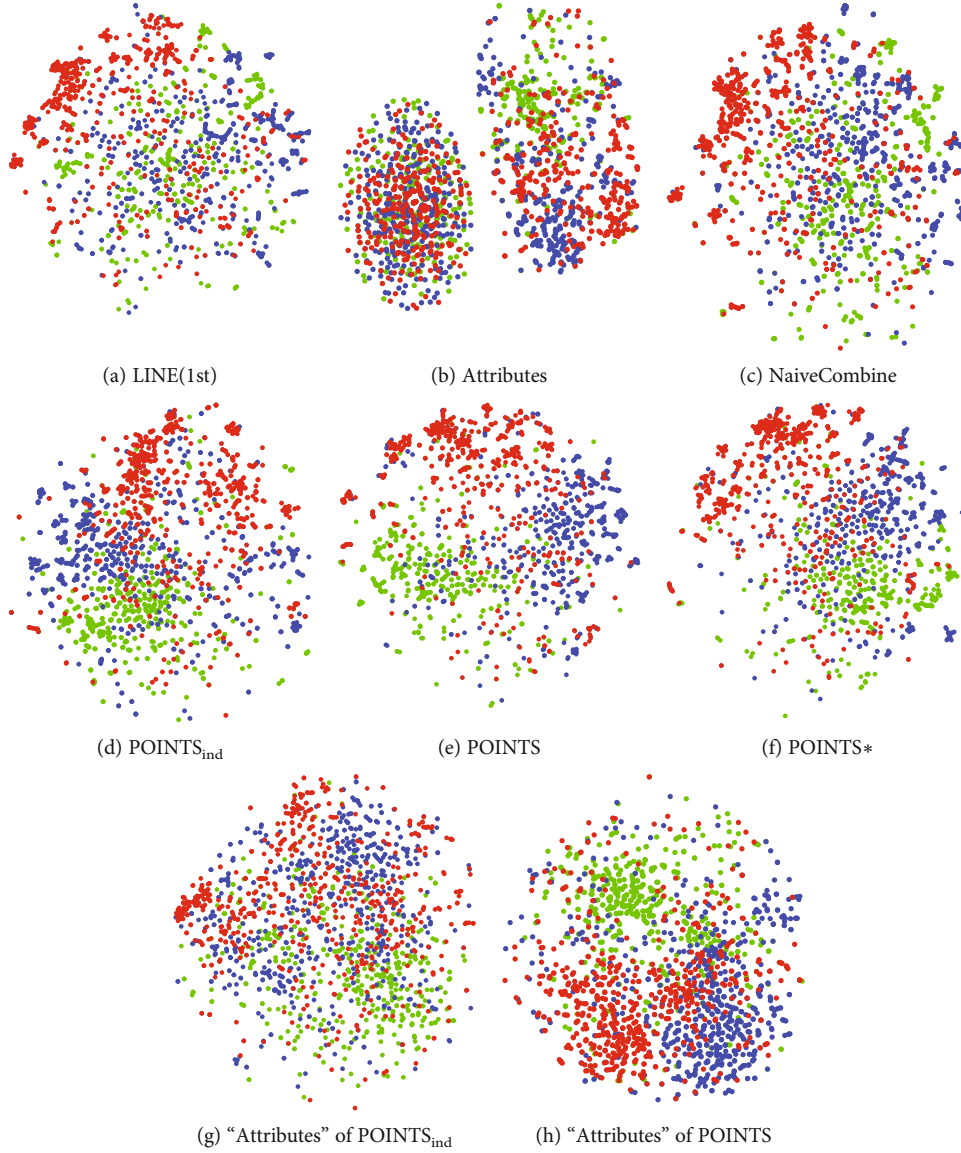 (a) LINE(1st)
(b) Attributes
(c) NaiveCombine
(d) POINTSind
(e) POINTS
(f) POINTS*
(g) “Attributes” of POINTSind
(h) “Attributes” of POINTS